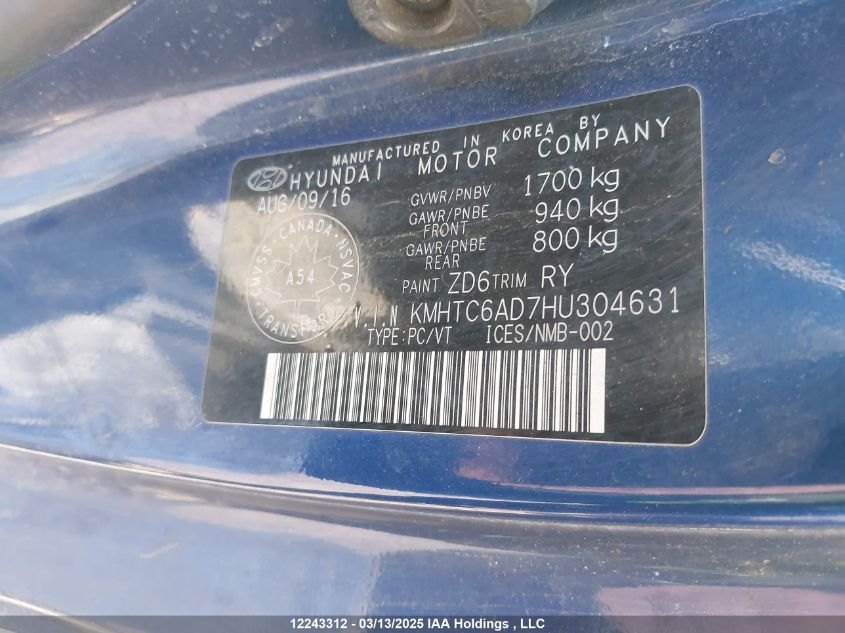 MANUFACTURED IN KOREA BY
HYUNDAI MOTOR COMPANY
AUG/09/16
GVWR/PNBV 1700 kg
GAWR/PNBE FRONT 940 kg
GAWR/PNBE REAR 800 kg
CANADA
CMVSS NSVAC
A54
TRANSPORT
PAINT ZD6 TRIM RY
V.I.N KMHTC6AD7HU304631
TYPE:PC/VT ICES/NMB-002
12243312 - 03/13/2025 IAA Holdings , LLC